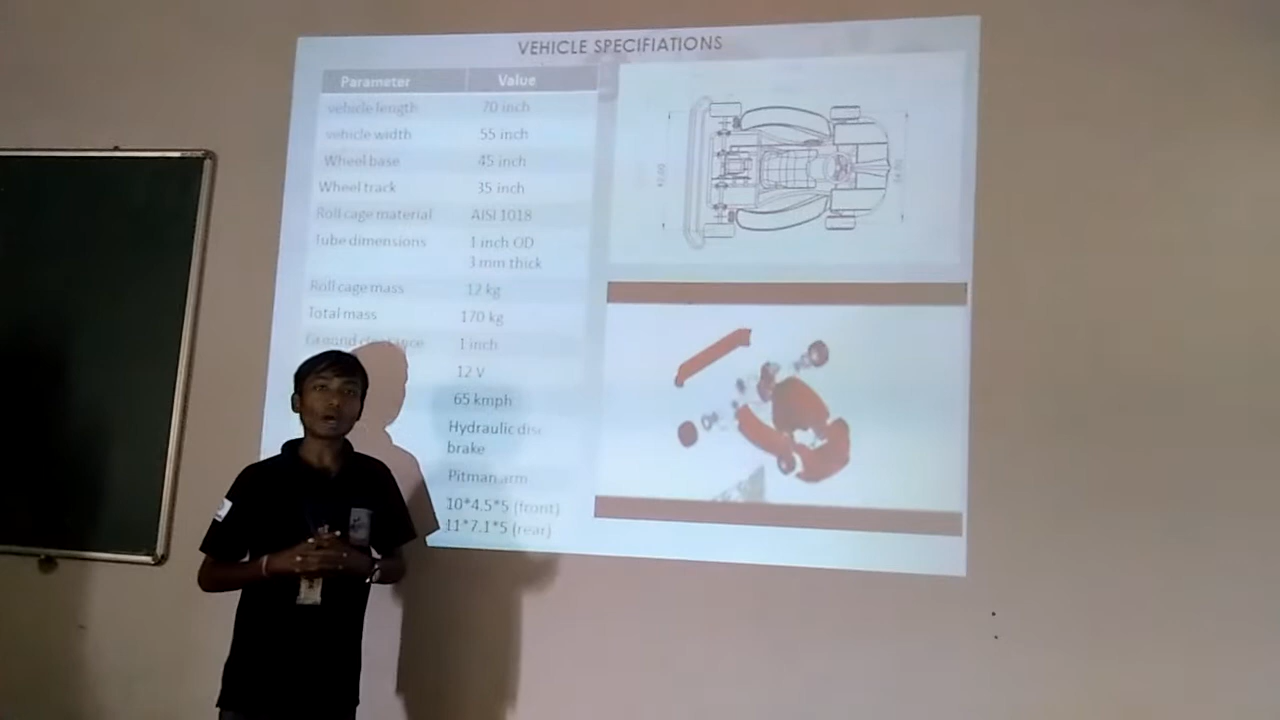 VEHICLE SPECIFIATIONS
Parameter Value
vehicle length 70 inch
vehicle width 55 inch
Wheel base 45 inch
Wheel track 35 inch
Roll cage material AISI 1018
Tube dimensions 1 inch OD
3 mm thick
Roll cage mass 12 kg
Total mass 170 kg
Ground clearance 1 inch
12 V
65 kmph
Hydraulic disc
brake
Pitman arm
10*4.5*5 (front)
11*7.1*5 (rear)